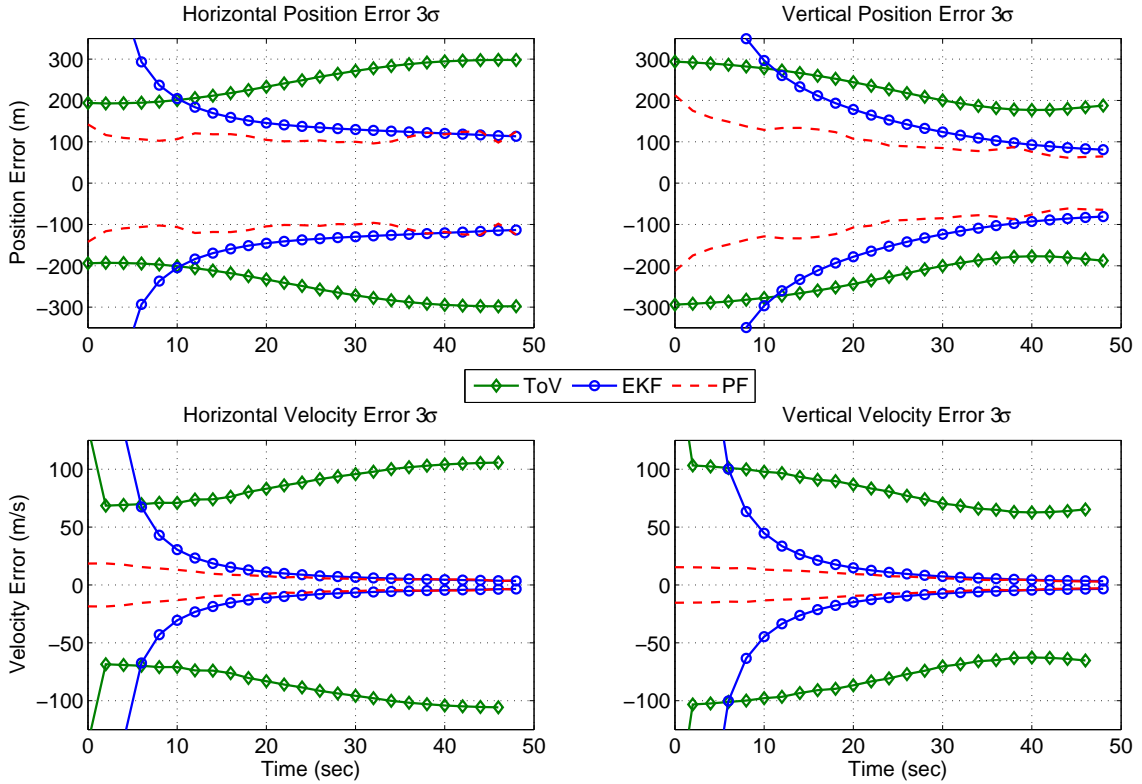 Horizontal Position Error 3σ
Position Error (m)
300
200
100
0
−100
−200
−300
0 10 20 30 40 50
Vertical Position Error 3σ
300
200
100
0
−100
−200
−300
0 10 20 30 40 50
ToV EKF PF
Horizontal Velocity Error 3σ
Velocity Error (m/s)
100
50
0
−50
−100
0 10 20 30 40 50
Time (sec)
Vertical Velocity Error 3σ
100
50
0
−50
−100
0 10 20 30 40 50
Time (sec)